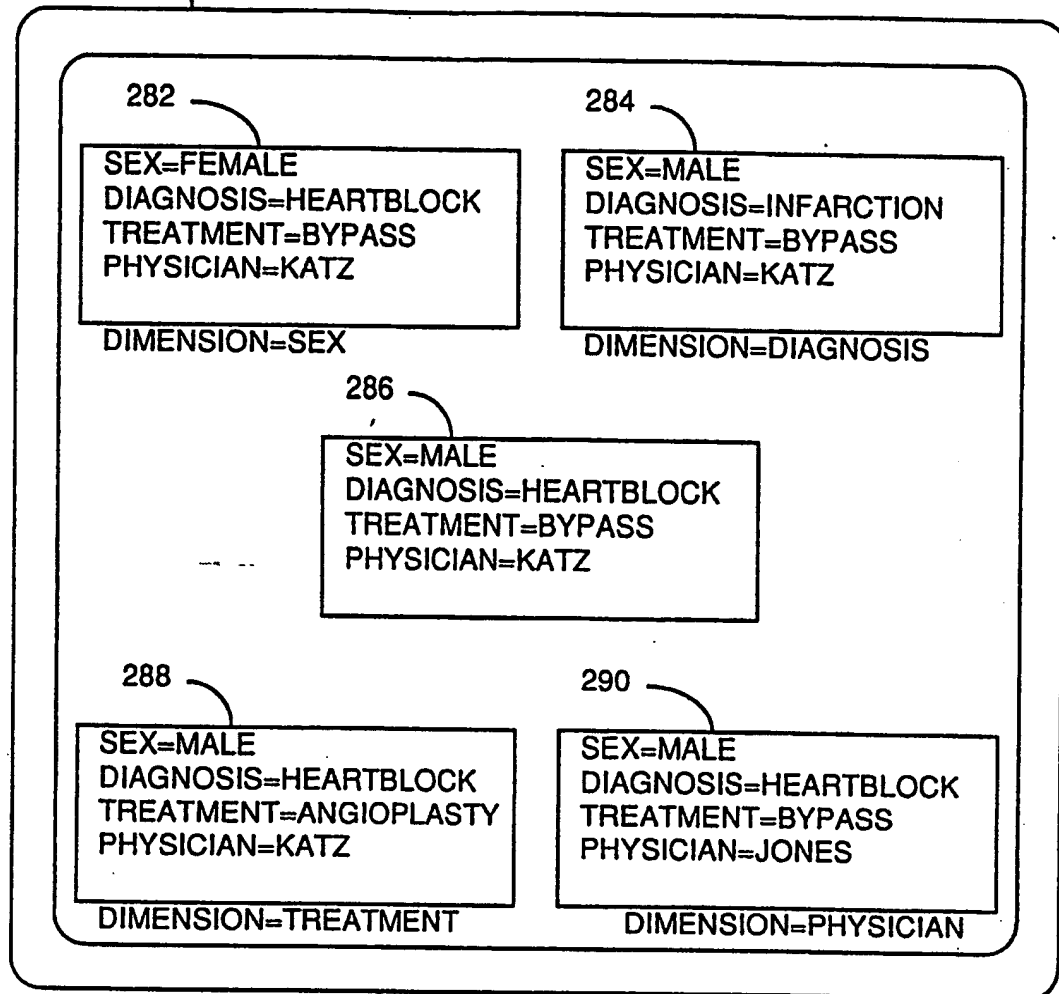 282
SEX=FEMALE
DIAGNOSIS=HEARTBLOCK
TREATMENT=BYPASS
PHYSICIAN=KATZ
DIMENSION=SEX
284
SEX=MALE
DIAGNOSIS=INFARCTION
TREATMENT=BYPASS
PHYSICIAN=KATZ
DIMENSION=DIAGNOSIS
286
SEX=MALE
DIAGNOSIS=HEARTBLOCK
TREATMENT=BYPASS
PHYSICIAN=KATZ
288
SEX=MALE
DIAGNOSIS=HEARTBLOCK
TREATMENT=ANGIOPLASTY
PHYSICIAN=KATZ
DIMENSION=TREATMENT
290
SEX=MALE
DIAGNOSIS=HEARTBLOCK
TREATMENT=BYPASS
PHYSICIAN=JONES
DIMENSION=PHYSICIAN